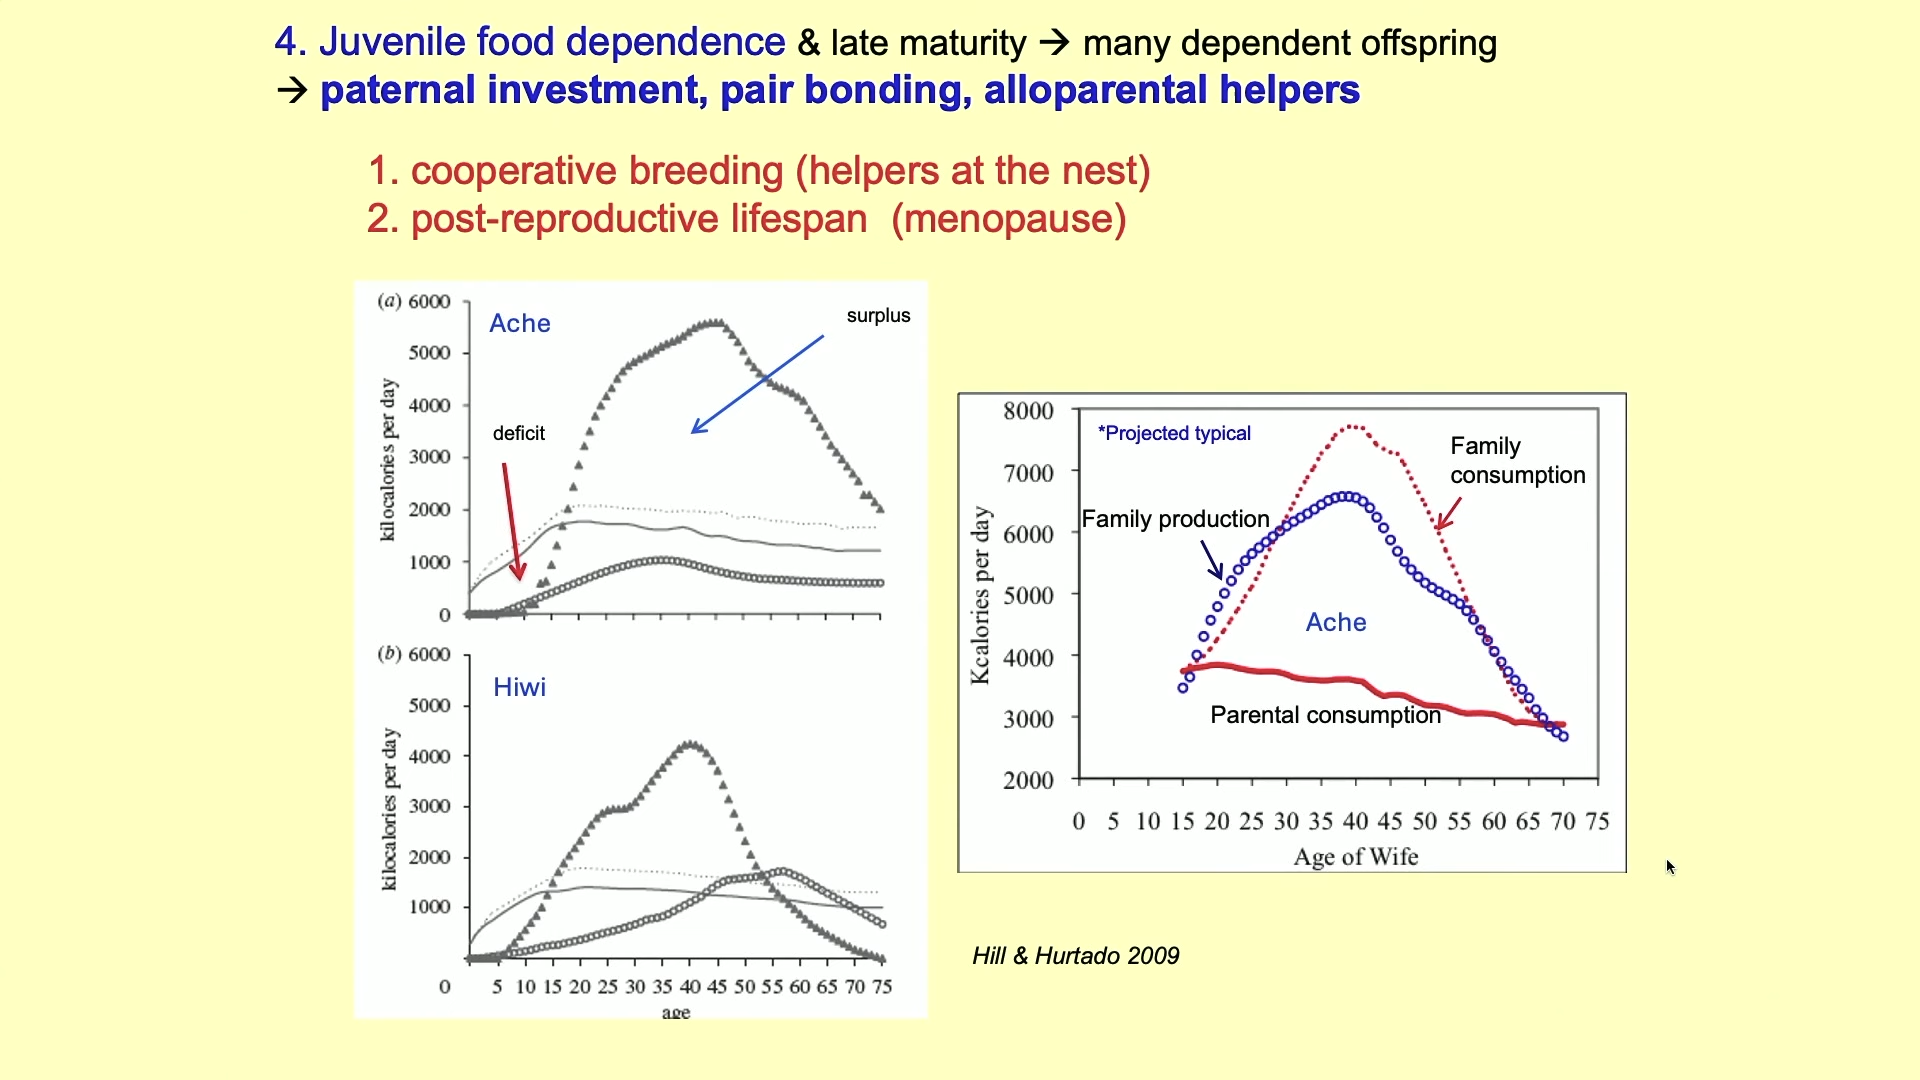 4. Juvenile food dependence & late maturity → many dependent offspring
→ paternal investment, pair bonding, alloparental helpers
1. cooperative breeding (helpers at the nest)
2. post-reproductive lifespan (menopause)
(a) 6000
5000
4000
3000
2000
1000
0
kilocalories per day
Ache
surplus
deficit
(b) 6000
5000
4000
3000
2000
1000
0 5 10 15 20 25 30 35 40 45 50 55 60 65 70 75
kilocalories per day
Hiwi
age
8000
7000
6000
5000
4000
3000
2000
Kcalories per day
*Projected typical
Family
consumption
Family production
Ache
Parental consumption
0 5 10 15 20 25 30 35 40 45 50 55 60 65 70 75
Age of Wife
Hill & Hurtado 2009